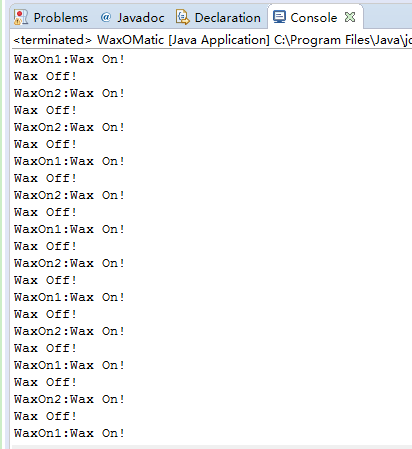 Problems @ Javadoc Declaration Console
<terminated> WaxOMatic [Java Application] C:\Program Files\Java\j
WaxOn1:Wax On!
Wax Off!
WaxOn2:Wax On!
Wax Off!
WaxOn2:Wax On!
Wax Off!
WaxOn1:Wax On!
Wax Off!
WaxOn2:Wax On!
Wax Off!
WaxOn1:Wax On!
Wax Off!
WaxOn2:Wax On!
Wax Off!
WaxOn1:Wax On!
Wax Off!
WaxOn2:Wax On!
Wax Off!
WaxOn1:Wax On!
Wax Off!
WaxOn2:Wax On!
Wax Off!
WaxOn1:Wax On!